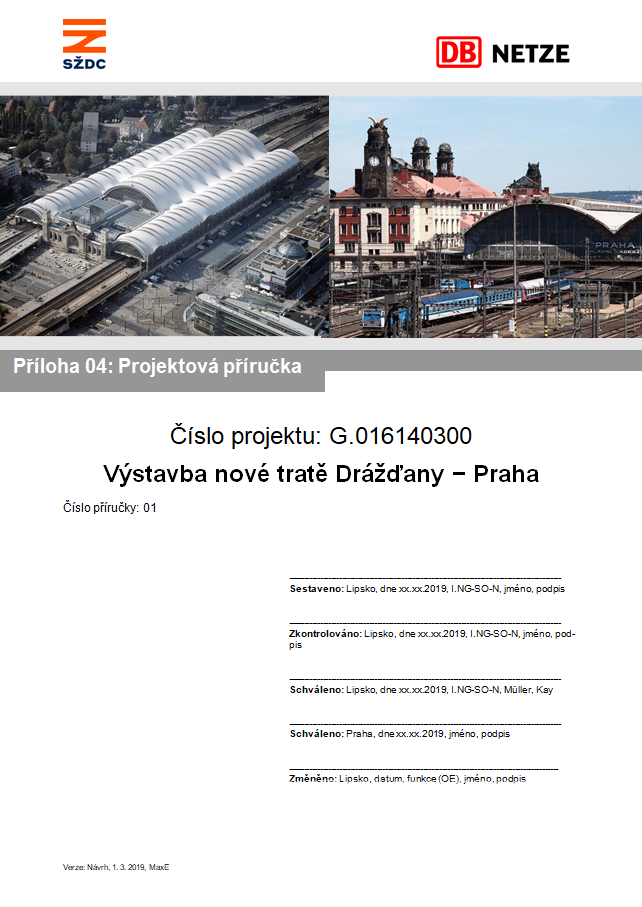 SŽDC
DB NETZE
PRAHA
Příloha 04: Projektová příručka
Číslo projektu: G.016140300
Výstavba nové tratě Drážďany – Praha
Číslo příručky: 01
Sestaveno: Lipsko, dne xx.xx.2019, I.NG-SO-N, jméno, podpis
Zkontrolováno: Lipsko, dne xx.xx.2019, I.NG-SO-N, jméno, pod-
pis
Schváleno: Lipsko, dne xx.xx.2019, I.NG-SO-N, Müller, Kay
Schváleno: Praha, dne xx.xx.2019, jméno, podpis
Změněno: Lipsko, datum, funkce (OE), jméno, podpis
Verze: Návrh, 1. 3. 2019, MaxE